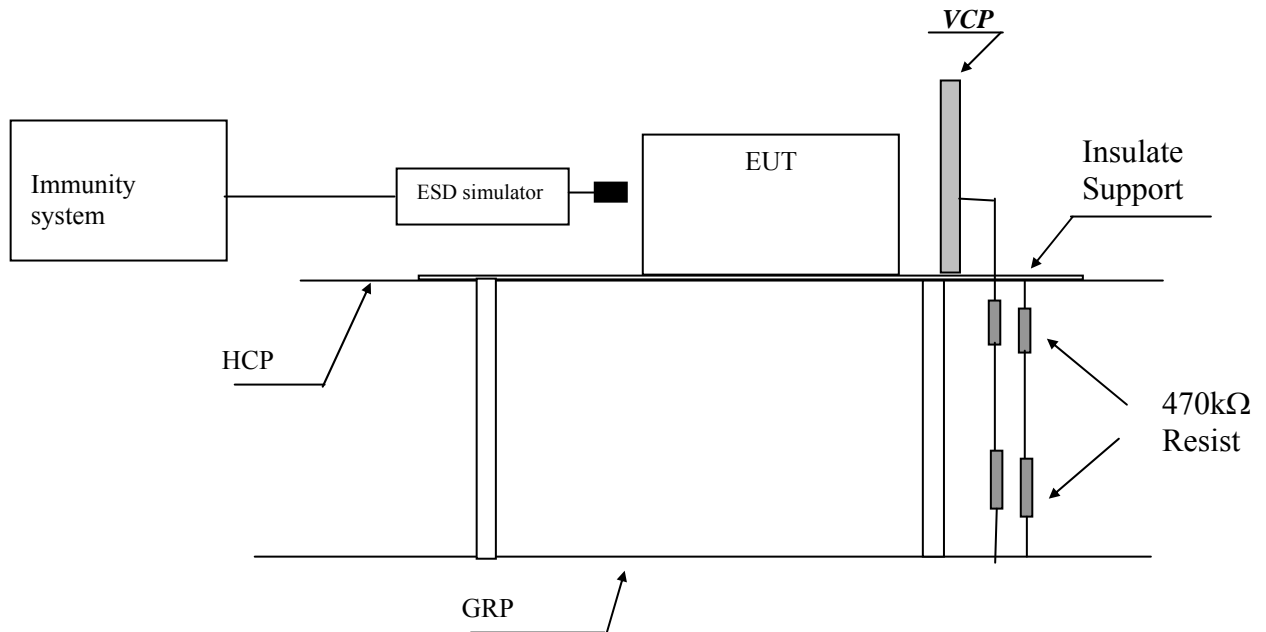 VCP
Immunity
system
ESD simulator
EUT
Insulate
Support
HCP
470kΩ
Resist
GRP